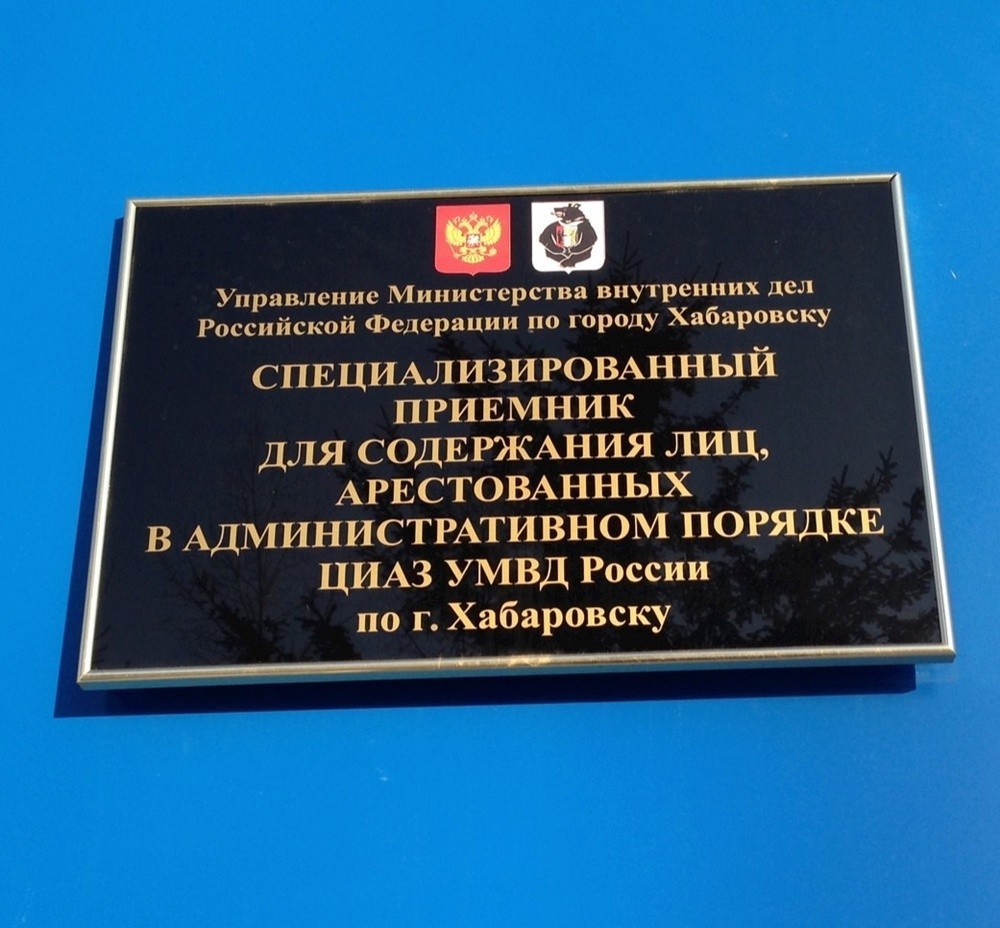 Управление Министерства внутренних дел
Российской Федерации по городу Хабаровску
СПЕЦИАЛИЗИРОВАННЫЙ
ПРИЕМНИК
ДЛЯ СОДЕРЖАНИЯ ЛИЦ,
АРЕСТОВАННЫХ
В АДМИНИСТРАТИВНОМ ПОРЯДКЕ
ЦИАЗ УМВД России
по г. Хабаровску